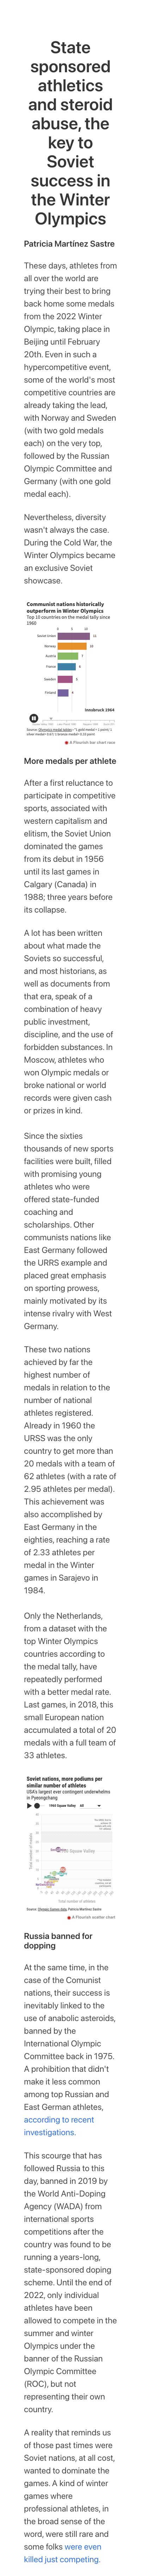 State
sponsored
athletics
and steroid
abuse, the
key to
Soviet
success in
the Winter
Olympics
Patricia Martínez Sastre
These days, athletes from
all over the world are
trying their best to bring
back home some medals
from the 2022 Winter
Olympic, taking place in
Beijing until February
20th. Even in such a
hypercompetitive event,
some of the world's most
competitive countries are
already taking the lead,
with Norway and Sweden
(with two gold medals
each) on the very top,
followed by the Russian
Olympic Committee and
Germany (with one gold
medal each).
Nevertheless, diversity
wasn't always the case.
During the Cold War, the
Winter Olympics became
an exclusive Soviet
showcase.
Communist nations historically
outperform in Winter Olympics
Top 10 countries on the medal tally since
1960
0 5 10
Soviet Union
Norway 10
Austria 7
France
Sweden
Finland
Innsbruck 1964
A Flourish bar chart race
More medals per athlete
After a first reluctance to
participate in competitive
sports, associated with
western capitalism and
elitism, the Soviet Union
dominated the games
from its debut in 1956
until its last games in
Calgary (Canada) in
1988; three years before
its collapse.
A lot has been written
about what made the
Soviets so successful,
and most historians, as
well as documents from
that era, speak of a
combination of heavy
public investment,
discipline, and the use of
forbidden substances. In
Moscow, athletes who
won Olympic medals or
broke national or world
records were given cash
or prizes in kind.
Since the sixties
thousands of new sports
facilities were built, filled
with promising young
athletes who were
offered state-funded
coaching and
scholarships. Other
communists nations like
East Germany followed
the URRS example and
placed great emphasis
on sporting prowess,
mainly motivated by its
intense rivalry with West
Germany.
These two nations
achieved by far the
highest number of
medals in relation to the
number of national
athletes registered.
Already in 1960 the
URSS was the only
country to get more than
20 medals with a team of
62 athletes (with a rate of
2.95 athletes per medal).
This achievement was
also accomplished by
East Germany in the
eighties, reaching a rate
of 2.33 athletes per
medal in the Winter
games in Sarajevo in
1984.
Only the Netherlands,
from a dataset with the
top Winter Olympics
countries according to
the medal tally, have
repeatedly performed
with a better medal rate.
Last games, in 2018, this
small European nation
accumulated a total of 20
medals with a full team of
33 athletes.
Soviet nations, more podiums per
similar number of athletes
USA's largest ever contingent underwhelms
in Pyeongchang
1960 Squaw Valley
Total number of medals
Total number of athletes
A Flourish scatter chart
Russia banned for
dopping
At the same time, in the
case of the Comunist
nations, their success is
inevitably linked to the
use of anabolic asteroids,
banned by the
International Olympic
Committee back in 1975.
A prohibition that didn't
make it less common
among top Russian and
East German athletes,
according to recent
investigations.
This scourge that has
followed Russia to this
day, banned in 2019 by
the World Anti-Doping
Agency (WADA) from
international sports
competitions after the
country was found to be
running a years-long,
state-sponsored doping
scheme. Until the end of
2022, only individual
athletes have been
allowed to compete in the
summer and winter
Olympics under the
banner of the Russian
Olympic Committee
(ROC), but not
representing their own
country.
A reality that reminds us
of those past times were
Soviet nations, at all cost,
wanted to dominate the
games. A kind of winter
games where
professional athletes, in
the broad sense of the
word, were still rare and
some folks were even
killed just competing.